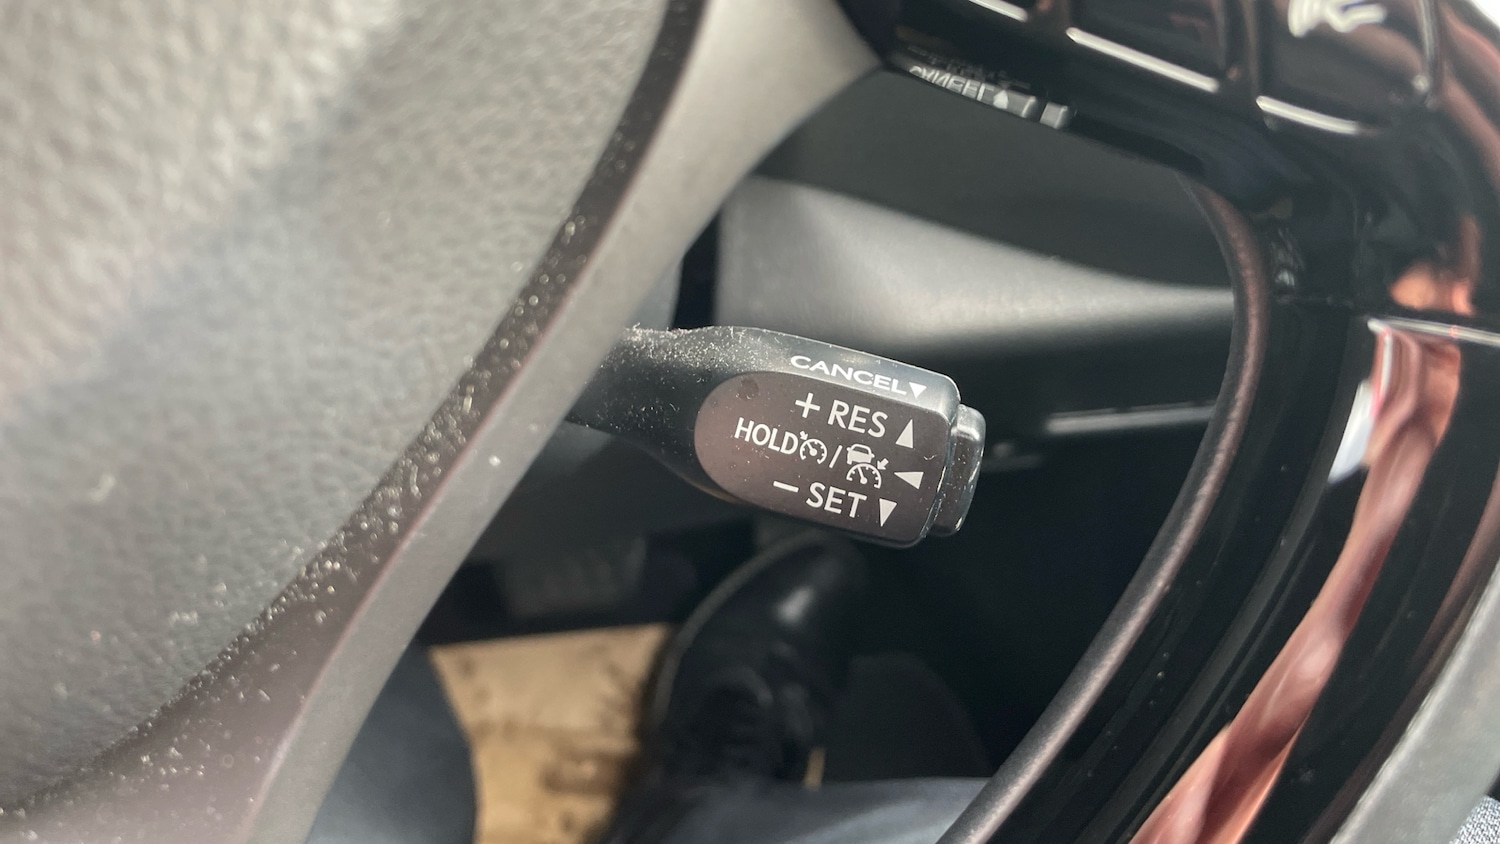 CANCEL▼
+ RES ▲
HOLD / ◀
− SET ▼